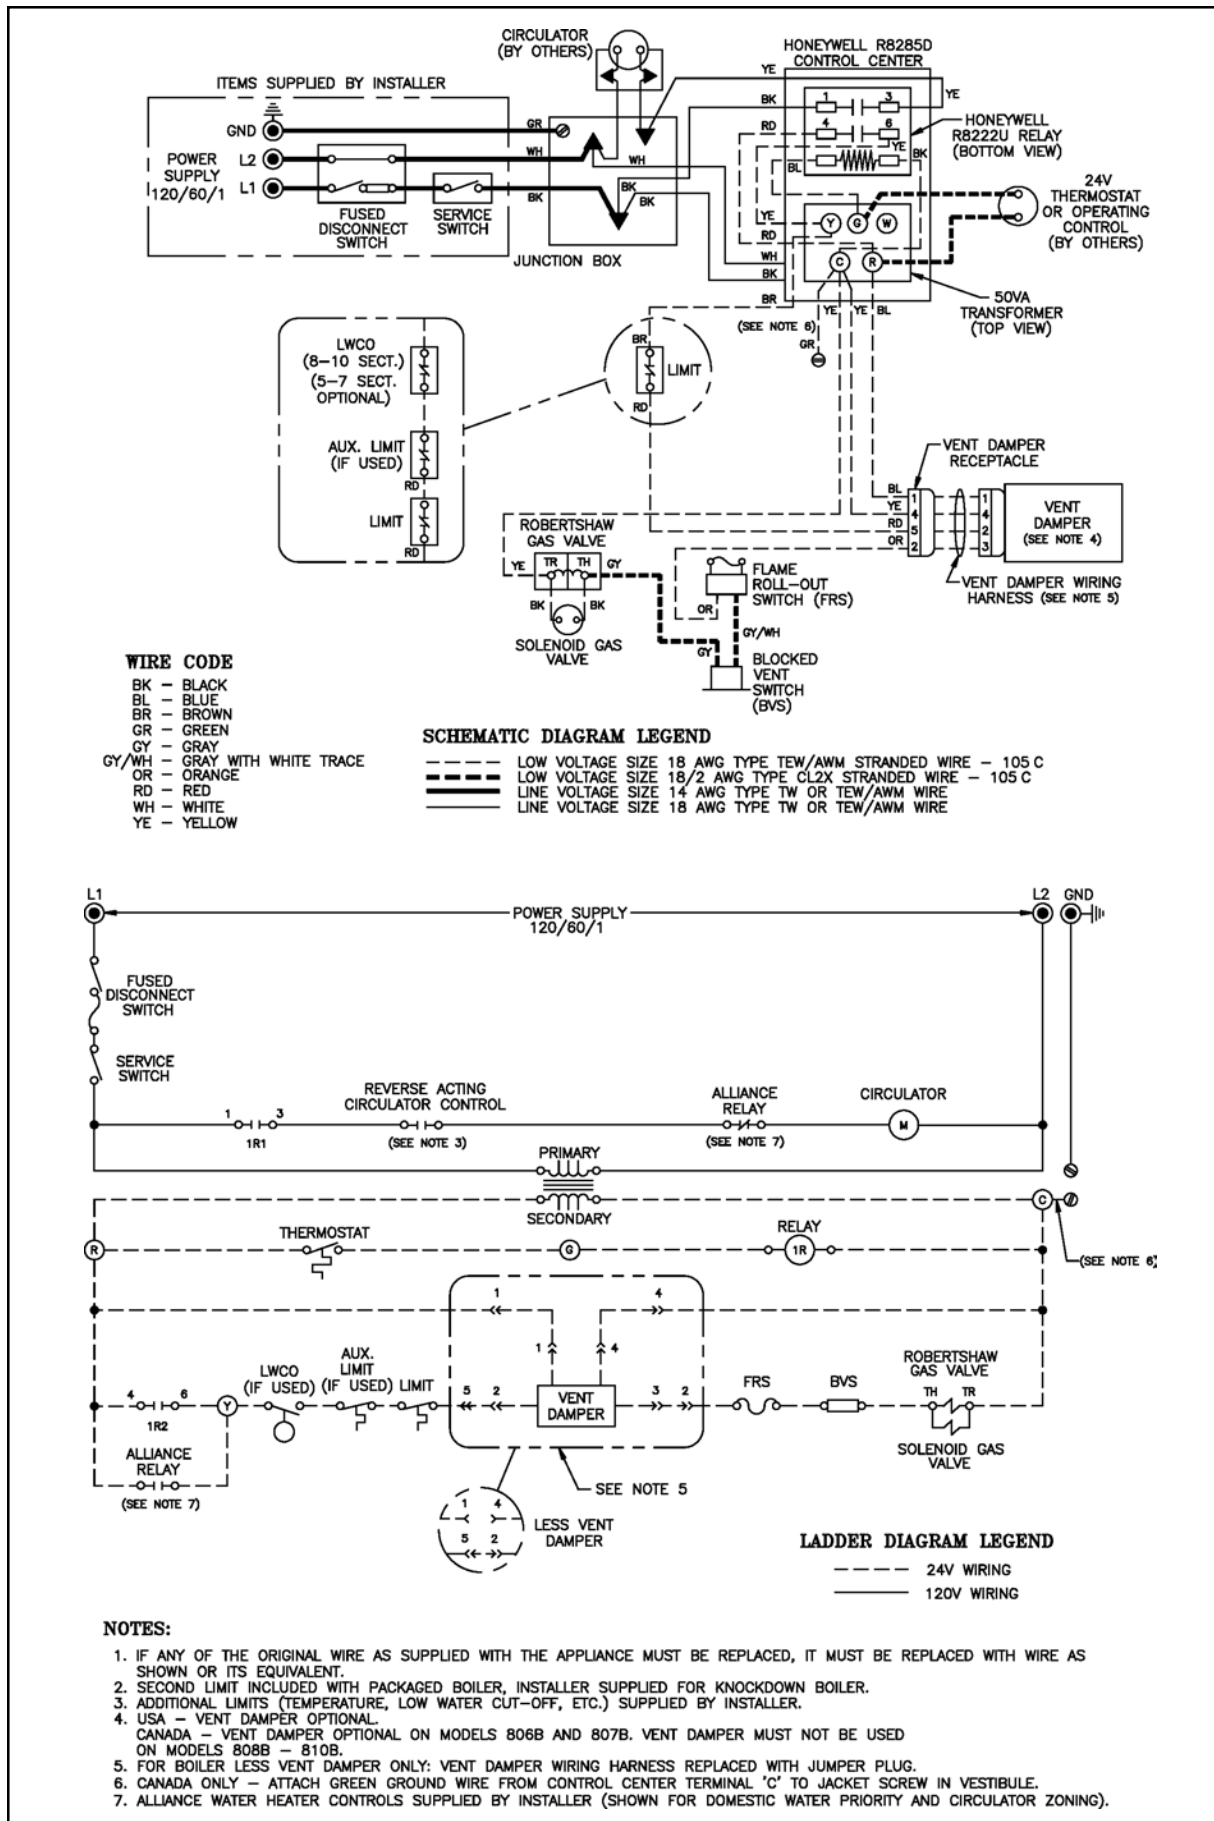 CIRCULATOR
(BY OTHERS)
HONEYWELL R8285D
CONTROL CENTER
ITEMS SUPPLIED BY INSTALLER
YE
BK
1
3
YE
GND
GR
RD
4
6
HONEYWELL
R8222U RELAY
(BOTTOM VIEW)
L2
WH
WH
YE
BL
BK
POWER
SUPPLY
120/60/1
L1
BK
BK
BK
24V
THERMOSTAT
OR OPERATING
CONTROL
(BY OTHERS)
FUSED
DISCONNECT
SWITCH
SERVICE
SWITCH
YE
Y
G
W
RD
JUNCTION BOX
WH
C
R
BK
BR
YE
YE
BL
50VA
TRANSFORMER
(TOP VIEW)
(SEE NOTE 6)
GR
LWCO
(8-10 SECT.)
(5-7 SECT.
OPTIONAL)
BR
LIMIT
RD
AUX. LIMIT
(IF USED)
RD
LIMIT
RD
VENT DAMPER
RECEPTACLE
BL
1
1
YE
4
4
RD
5
2
OR
2
3
VENT
DAMPER
(SEE NOTE 4)
ROBERTSHAW
GAS VALVE
YE
TR
TH
GY
FLAME
ROLL-OUT
SWITCH (FRS)
VENT DAMPER WIRING
HARNESS (SEE NOTE 5)
BK
BK
OR
GY/WH
SOLENOID GAS
VALVE
GY
BLOCKED
VENT
SWITCH
(BVS)
WIRE CODE
BK - BLACK
BL - BLUE
BR - BROWN
GR - GREEN
GY - GRAY
GY/WH - GRAY WITH WHITE TRACE
OR - ORANGE
RD - RED
WH - WHITE
YE - YELLOW
SCHEMATIC DIAGRAM LEGEND
LOW VOLTAGE SIZE 18 AWG TYPE TEW/AWM STRANDED WIRE - 105 C
LOW VOLTAGE SIZE 18/2 AWG TYPE CL2X STRANDED WIRE - 105 C
LINE VOLTAGE SIZE 14 AWG TYPE TW OR TEW/AWM WIRE
LINE VOLTAGE SIZE 18 AWG TYPE TW OR TEW/AWM WIRE
L1
L2
GND
POWER SUPPLY
120/60/1
FUSED
DISCONNECT
SWITCH
SERVICE
SWITCH
1
3
1R1
REVERSE ACTING
CIRCULATOR CONTROL
(SEE NOTE 3)
ALLIANCE
RELAY
(SEE NOTE 7)
CIRCULATOR
M
PRIMARY
SECONDARY
C
THERMOSTAT
R
G
RELAY
1R
(SEE NOTE 6)
1
4
1
4
LWCO
(IF USED)
AUX.
LIMIT
(IF USED)
LIMIT
4
6
1R2
Y
5
2
VENT
DAMPER
3
2
FRS
BVS
ROBERTSHAW
GAS VALVE
TH
TR
SOLENOID GAS
VALVE
ALLIANCE
RELAY
(SEE NOTE 7)
SEE NOTE 5
1
4
5
2
LESS VENT
DAMPER
LADDER DIAGRAM LEGEND
24V WIRING
120V WIRING
NOTES:
1. IF ANY OF THE ORIGINAL WIRE AS SUPPLIED WITH THE APPLIANCE MUST BE REPLACED, IT MUST BE REPLACED WITH WIRE AS
SHOWN OR ITS EQUIVALENT.
2. SECOND LIMIT INCLUDED WITH PACKAGED BOILER, INSTALLER SUPPLIED FOR KNOCKDOWN BOILER.
3. ADDITIONAL LIMITS (TEMPERATURE, LOW WATER CUT-OFF, ETC.) SUPPLIED BY INSTALLER.
4. USA - VENT DAMPER OPTIONAL.
CANADA - VENT DAMPER OPTIONAL ON MODELS 806B AND 807B. VENT DAMPER MUST NOT BE USED
ON MODELS 808B - 810B.
5. FOR BOILER LESS VENT DAMPER ONLY: VENT DAMPER WIRING HARNESS REPLACED WITH JUMPER PLUG.
6. CANADA ONLY - ATTACH GREEN GROUND WIRE FROM CONTROL CENTER TERMINAL 'C' TO JACKET SCREW IN VESTIBULE.
7. ALLIANCE WATER HEATER CONTROLS SUPPLIED BY INSTALLER (SHOWN FOR DOMESTIC WATER PRIORITY AND CIRCULATOR ZONING).